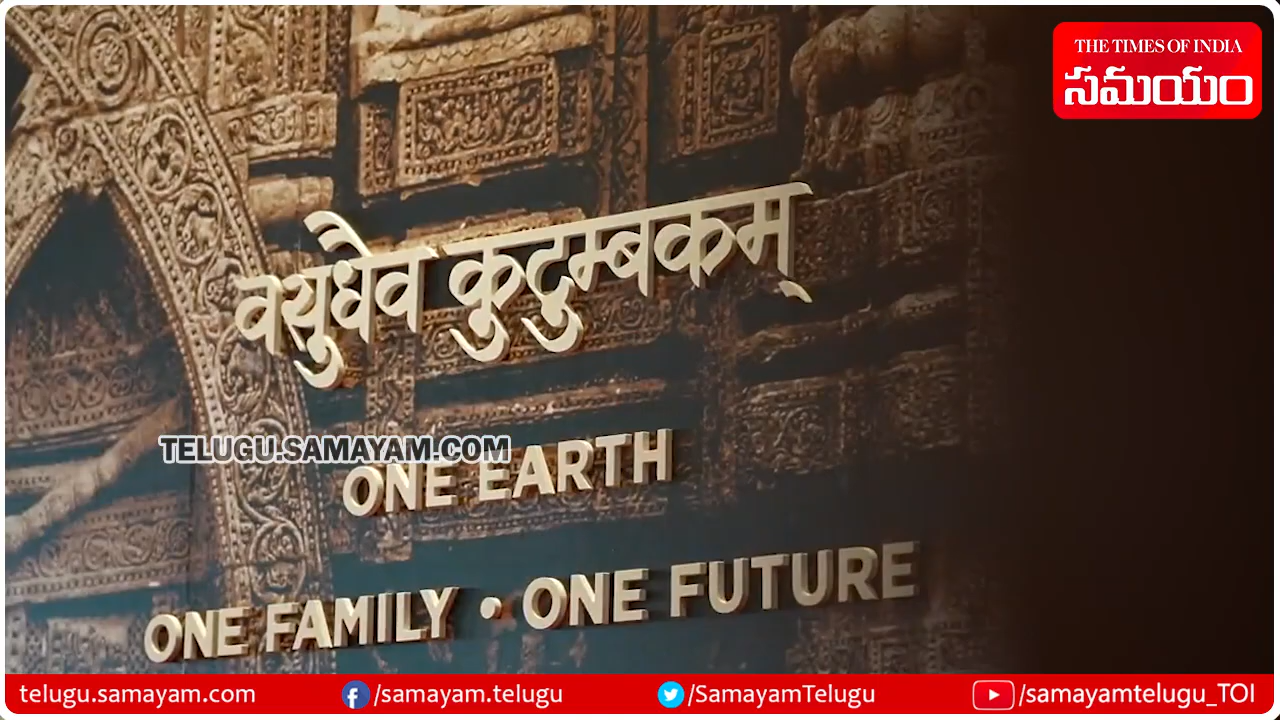 THE TIMES OF INDIA
సమయం
वसुधैव कुटुम्बकम्
TELUGU.SAMAYAM.COM
ONE EARTH
ONE FAMILY • ONE FUTURE
telugu.samayam.com
/samayam.telugu
/SamayamTelugu
/samayamtelugu_TOI